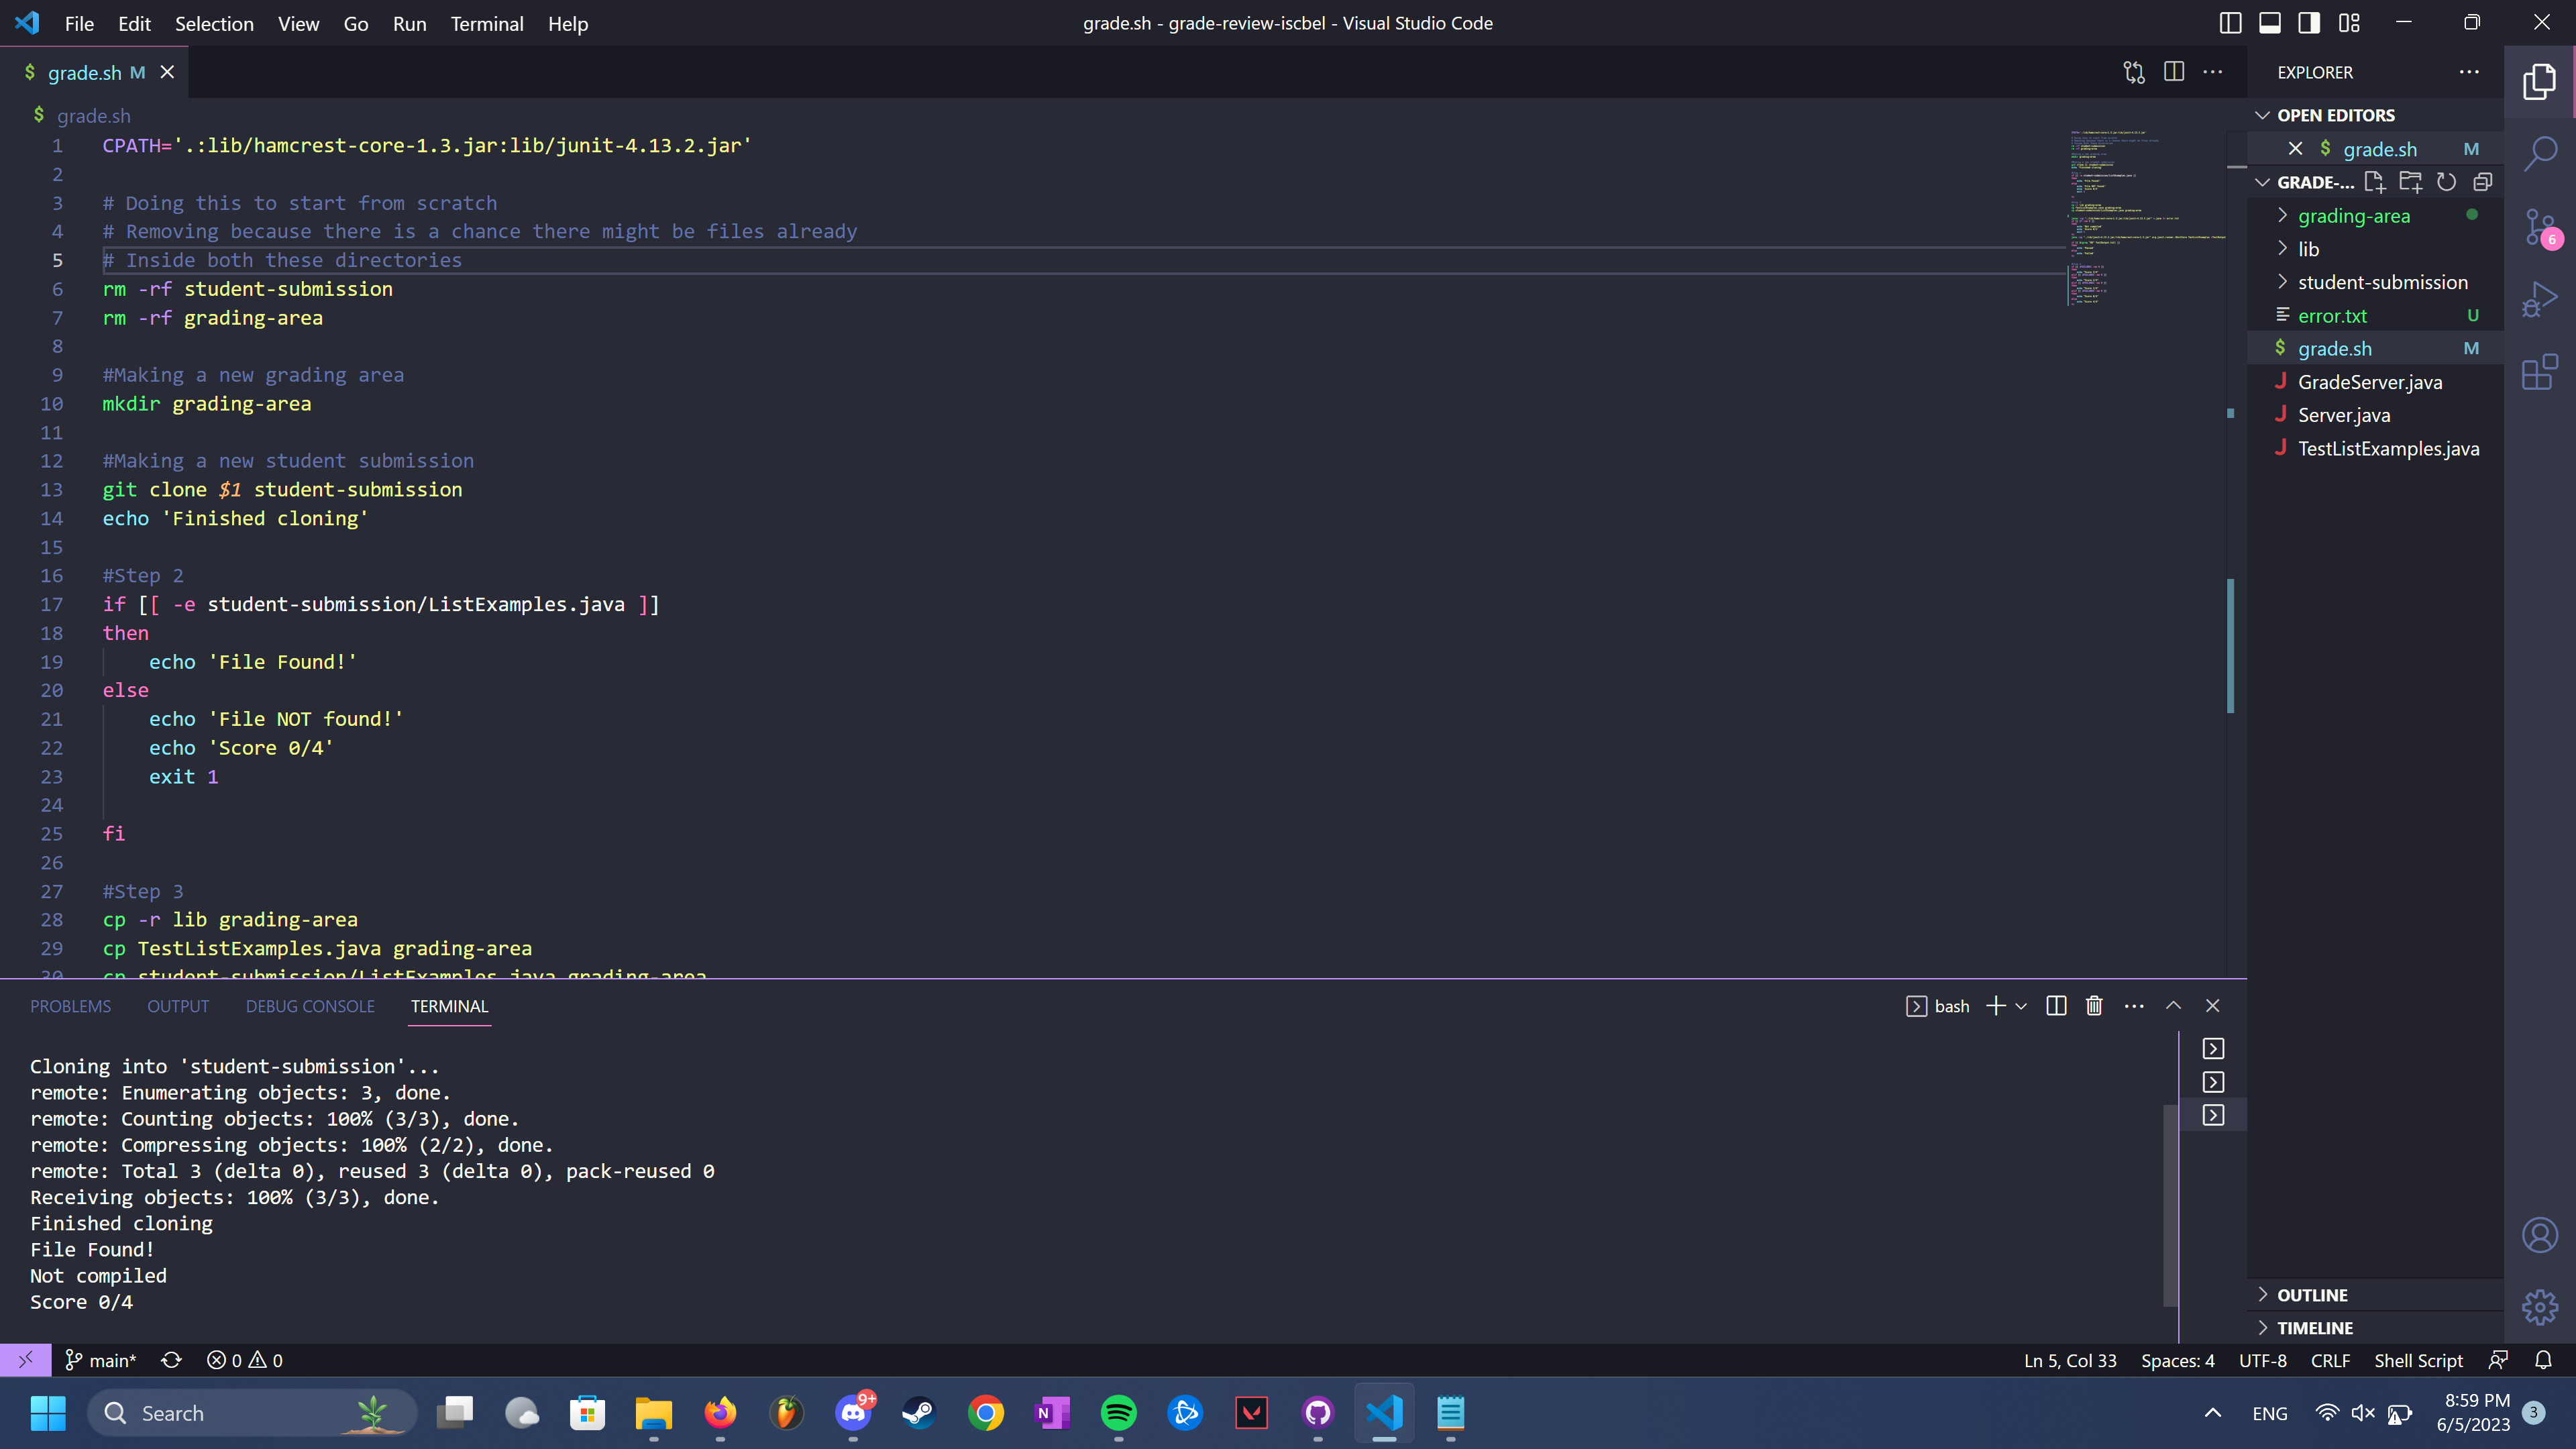 File Edit Selection View Go Run Terminal Help
grade.sh - grade-review-iscbel - Visual Studio Code
$ grade.sh M
$ grade.sh
1 CPATH='.:lib/hamcrest-core-1.3.jar:lib/junit-4.13.2.jar'
2
3 # Doing this to start from scratch
4 # Removing because there is a chance there might be files already
5 # Inside both these directories
6 rm -rf student-submission
7 rm -rf grading-area
8
9 #Making a new grading area
10 mkdir grading-area
11
12 #Making a new student submission
13 git clone $1 student-submission
14 echo 'Finished cloning'
15
16 #Step 2
17 if [[ -e student-submission/ListExamples.java ]]
18 then
19 echo 'File Found!'
20 else
21 echo 'File NOT found!'
22 echo 'Score 0/4'
23 exit 1
24
25 fi
26
27 #Step 3
28 cp -r lib grading-area
29 cp TestListExamples.java grading-area
30 cp student-submission/ListExamples.java grading-area
EXPLORER
OPEN EDITORS
$ grade.sh M
GRADE-...
grading-area
lib
student-submission
error.txt U
$ grade.sh M
J GradeServer.java
J Server.java
J TestListExamples.java
OUTLINE
TIMELINE
6
PROBLEMS OUTPUT DEBUG CONSOLE TERMINAL
bash
Cloning into 'student-submission'...
remote: Enumerating objects: 3, done.
remote: Counting objects: 100% (3/3), done.
remote: Compressing objects: 100% (2/2), done.
remote: Total 3 (delta 0), reused 3 (delta 0), pack-reused 0
Receiving objects: 100% (3/3), done.
Finished cloning
File Found!
Not compiled
Score 0/4
main* 0 0
Ln 5, Col 33 Spaces: 4 UTF-8 CRLF Shell Script
Search
9+
N
ENG
8:59 PM
6/5/2023
3